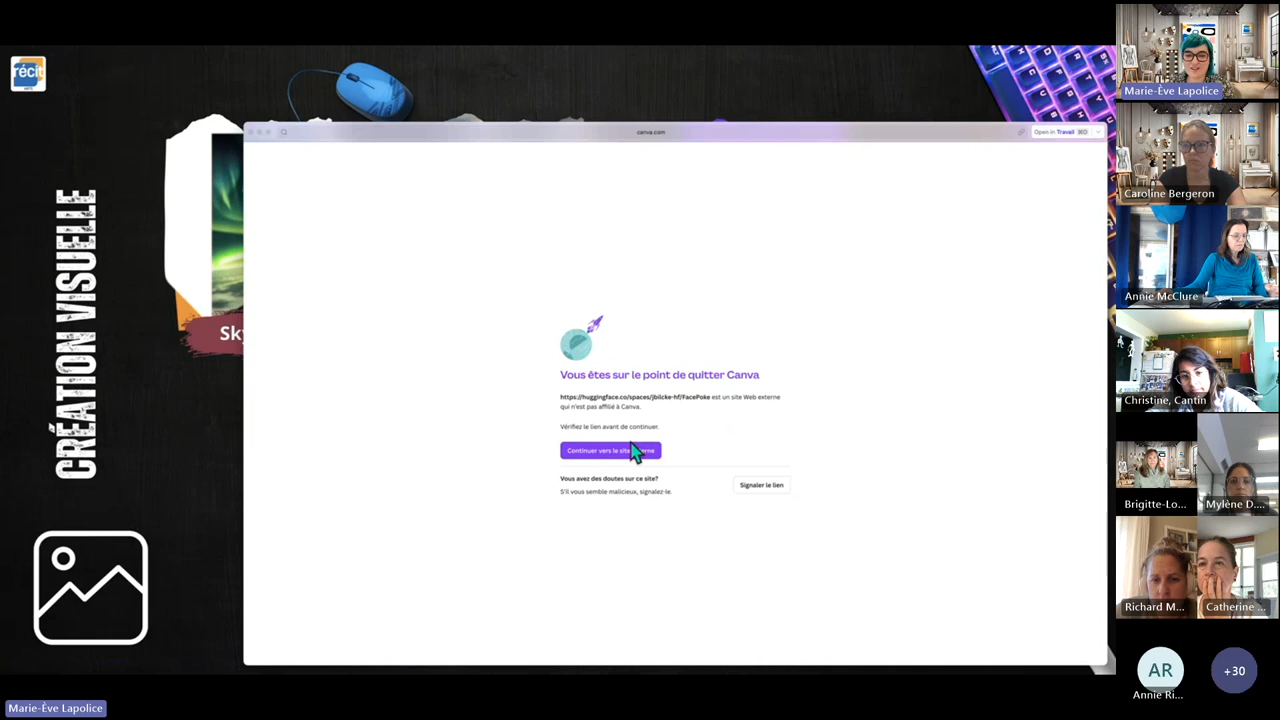 récit
CRÉATION VISUELLE
Sky
canva.com
Open in Travail ⌘O
Vous êtes sur le point de quitter Canva
https://huggingface.co/spaces/jbilcke-hf/FacePoke est un site Web externe
qui n'est pas affilié à Canva.
Vérifiez le lien avant de continuer.
Continuer vers le site
Vous avez des doutes sur ce site?
S'il vous semble malicieux, signalez-le.
Signaler le lien
Marie-Ève Lapolice
Caroline Bergeron
Annie McClure
Christine, Cantin
Brigitte-Lo...
Mylène D....
Richard M...
Catherine ...
AR
Annie Ri...
+30
Marie-Ève Lapolice